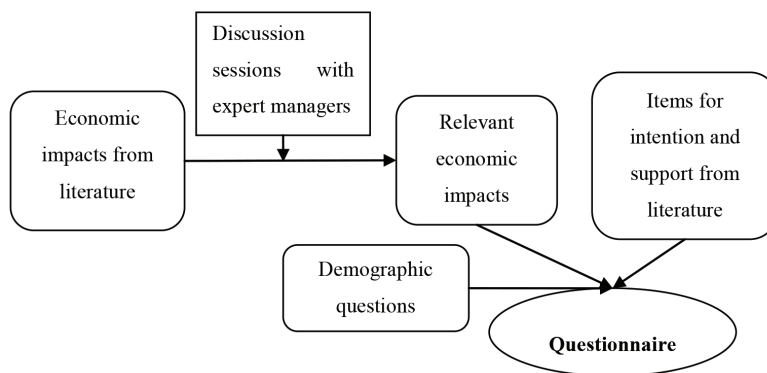 Discussion
sessions with
expert managers
Economic
impacts from
literature
Relevant
economic
impacts
Items for
intention and
support from
literature
Demographic
questions
Questionnaire